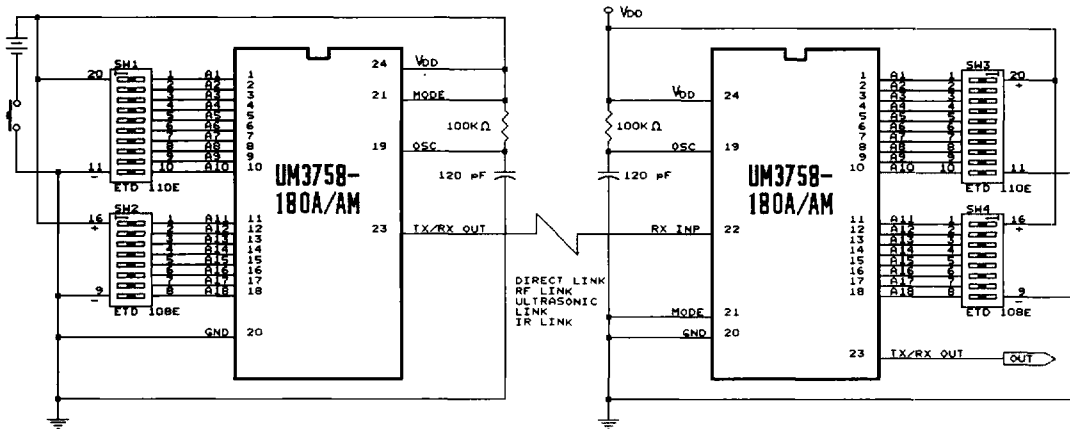 SW1
20
1 A1 1
2 A2 2
3 A3 3
4 A4 4
5 A5 5
6 A6 6
7 A7 7
8 A8 8
9 A9 9
10 A10 10
11
−
ETD 110E
SW2
16
+
1 A11 11
2 A12 12
3 A13 13
4 A14 14
5 A15 15
6 A16 16
7 A17 17
8 A18 18
9
−
ETD 108E
GND 20
UM3758-
180A/AM
24 VDD
21 MODE
100KΩ
19 OSC
120 pF
23 TX/RX OUT
DIRECT LINK
RF LINK
ULTRASONIC
LINK
IR LINK
VDD
VDD 24
100KΩ
OSC 19
120 pF
RX INP 22
MODE 21
GND 20
UM3758-
180A/AM
SW3
1 A1 1
2 A2 2
3 A3 3
4 A4 4
5 A5 5
6 A6 6
7 A7 7
8 A8 8
9 A9 9
10 A10 10
20
+
11
−
ETD 110E
SW4
11 A11 1
12 A12 2
13 A13 3
14 A14 4
15 A15 5
16 A16 6
17 A17 7
18 A18 8
16
+
9
−
ETD 108E
23 TX/RX OUT
OUT